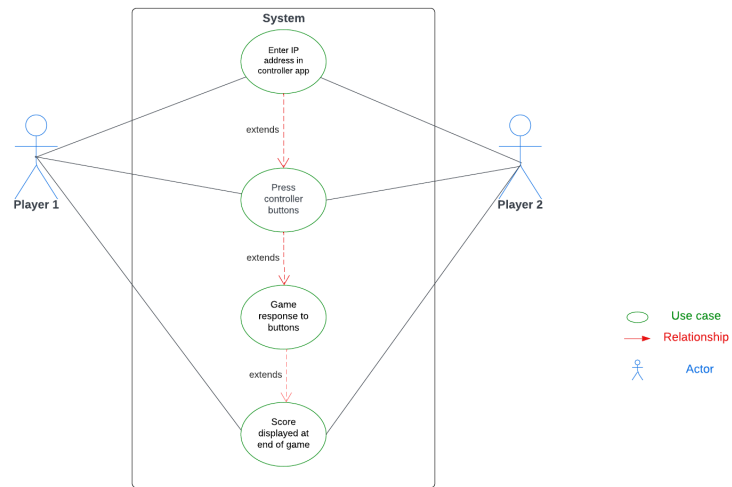 System
Enter IP
address in
controller app
extends
Press
controller
buttons
Player 1
Player 2
extends
Game
response to
buttons
extends
Score
displayed at
end of game
Use case
Relationship
Actor